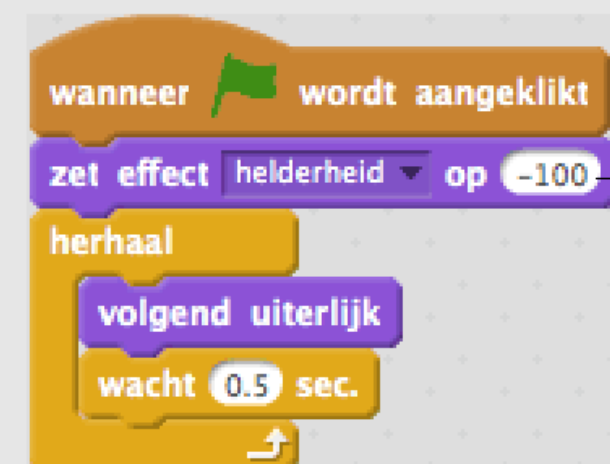 wanneer wordt aangeklikt
zet effect helderheid op -100
herhaal
volgend uiterlijk
wacht 0.5 sec.